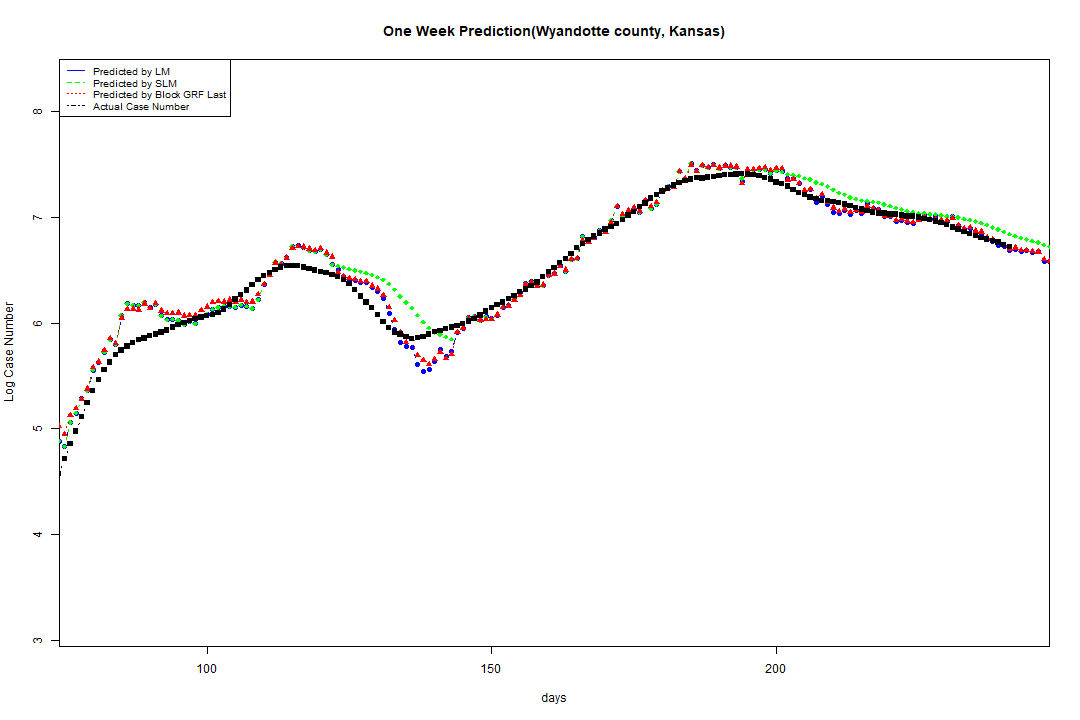 One Week Prediction(Wyandotte county, Kansas)
Predicted by LM
Predicted by SLM
Predicted by Block GRF Last
Actual Case Number
8
7
6
5
4
3
Log Case Number
100 150 200
days